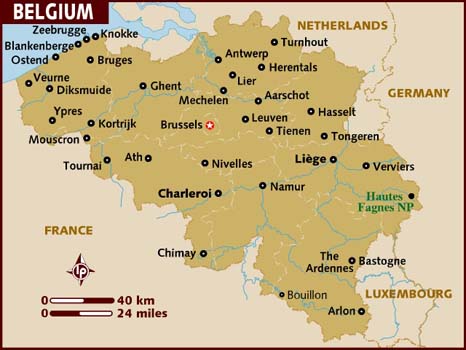 BELGIUM
NETHERLANDS
Zeebrugge
Knokke
Blankenberge
Ostend
Bruges
Turnhout
Antwerp
Herentals
Lier
Veurne
Diksmuide
Ghent
Mechelen
Aarschot
GERMANY
Ypres
Kortrijk
Brussels
Leuven
Hasselt
Tienen
Tongeren
Mouscron
Tournai
Ath
Nivelles
Liège
Verviers
Charleroi
Namur
Hautes
Fagnes NP
FRANCE
Chimay
The
Ardennes
Bastogne
LP
Bouillon
LUXEMBOURG
Arlon
0
40 km
0
24 miles